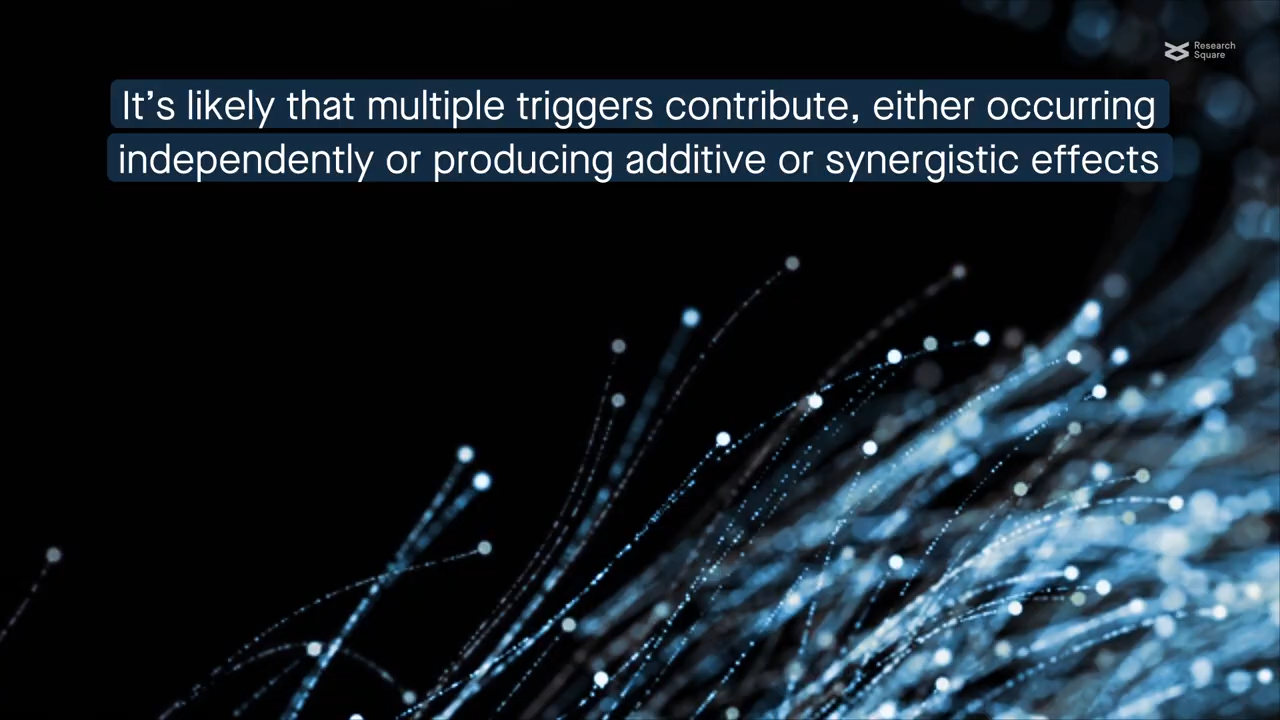 Research
Square
It’s likely that multiple triggers contribute, either occurring
independently or producing additive or synergistic effects